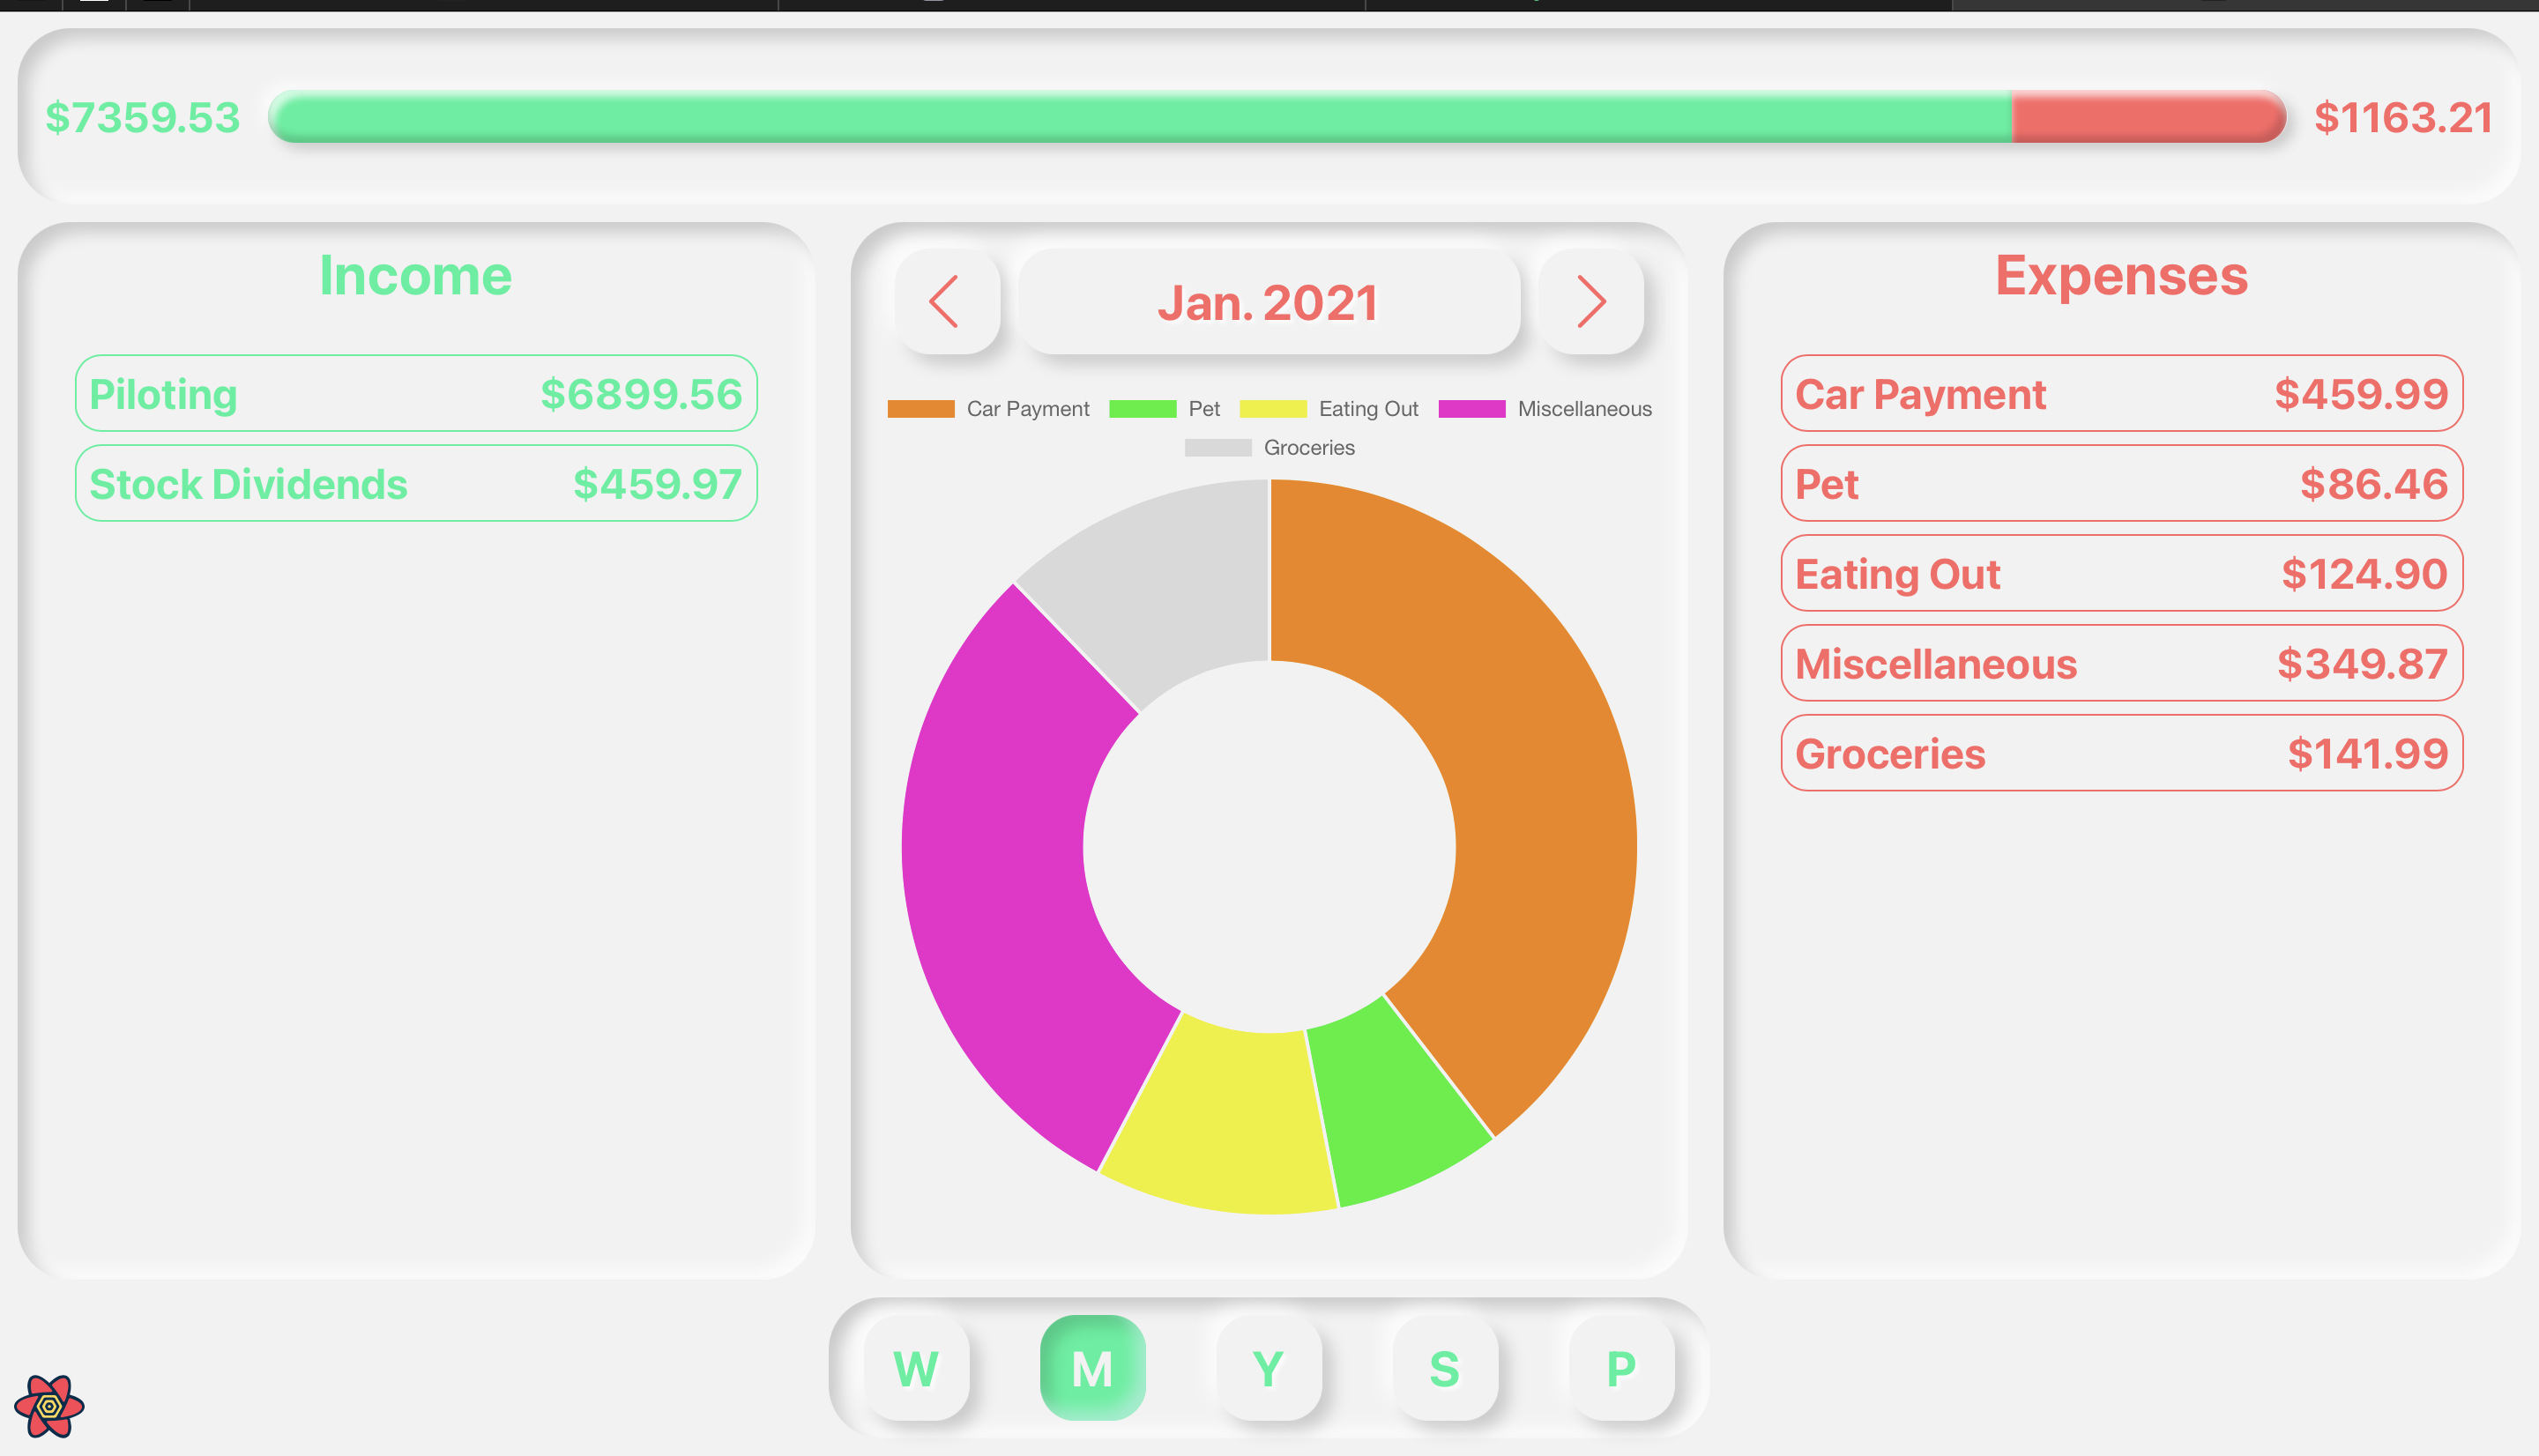 $7359.53 $1163.21
Income
Piloting $6899.56
Stock Dividends $459.97
Jan. 2021
Car Payment Pet Eating Out Miscellaneous
Groceries
Expenses
Car Payment $459.99
Pet $86.46
Eating Out $124.90
Miscellaneous $349.87
Groceries $141.99
W M Y S P